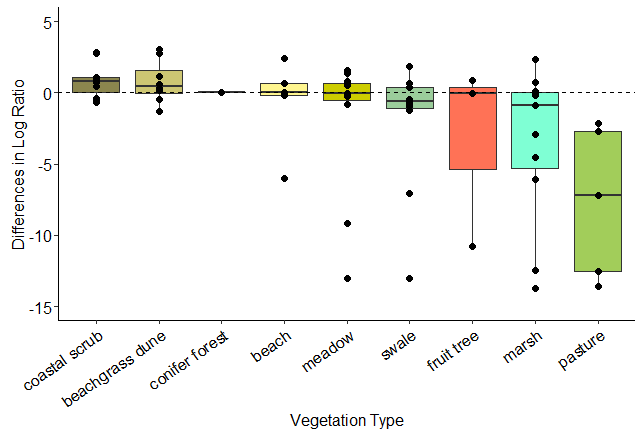 Differences in Log Ratio
5
0
-5
-10
-15
coastal scrub
beachgrass dune
conifer forest
beach
meadow
swale
fruit tree
marsh
pasture
Vegetation Type